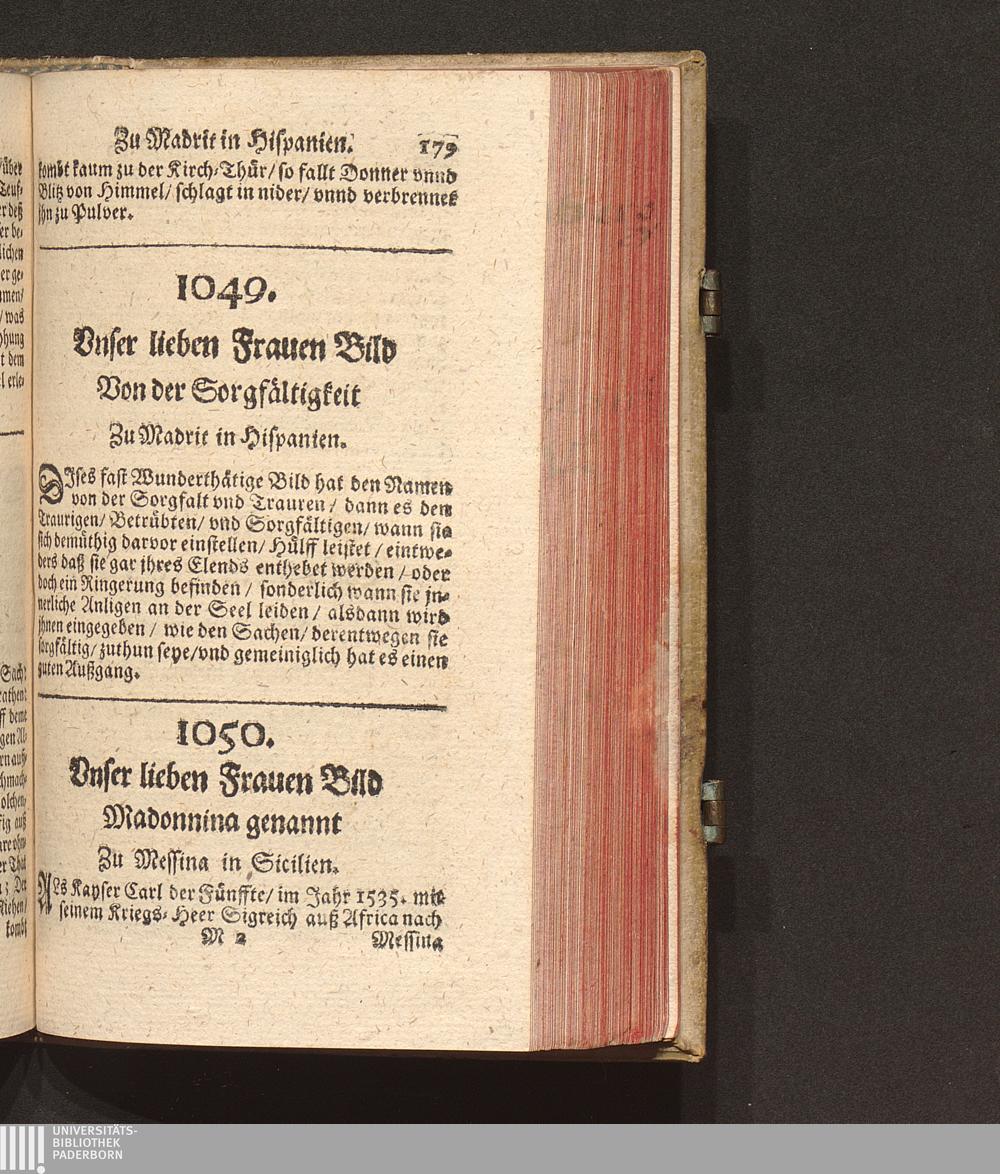 Zu Madrit in Hispanien. 179
kombt kaum zu der Kirch-Thür/ so fallt Donner vnnd
Blitz von Himmel/ schlagt in nider/ vnnd verbrennet
jhn zu Pulver.
1049.
Vnser lieben Frauen Bild
Von der Sorgfältigkeit
Zu Madrit in Hispanien.
DJses fast Wunderthätige Bild hat den Namen
von der Sorgfalt vnd Trauren/ dann es den
Traurigen/ Betrübten/ vnd Sorgfältigen/ wann sie
sich demüthig darvor einstellen/ Hülff leistet/ eintwe-
ders daß sie gar jhres Elends enthebet werden/ oder
doch ein Ringerung befinden/ sonderlich wann sie jn-
nerliche Anligen an der Seel leiden/ alsdann wird
jhnen eingegeben/ wie den Sachen/ derentwegen sie
sorgfältig/ zuthun seye/ vnd gemeiniglich hat es einen
guten Außgang.
1050.
Vnser lieben Frauen Bild
Madonnina genannt
Zu Messina in Sicilien.
ALs Kayser Carl der Fünffte/ im Jahr 1535. mit
seinem Kriegs-Heer Sigreich auß Africa nach
M 2 Messina
UNIVERSITÄTS-
BIBLIOTHEK
PADERBORN